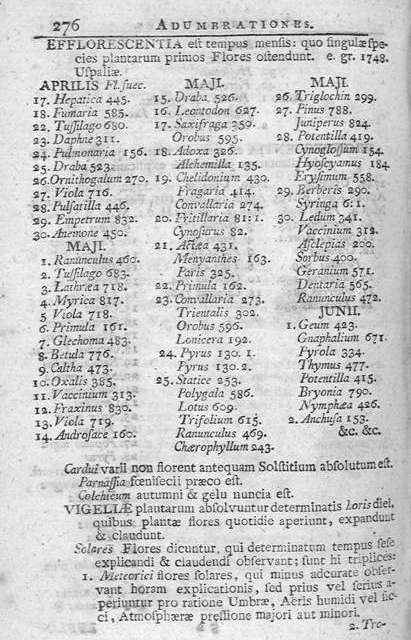 276 ADUMBRATIONES.
EFFLORESCENTIA eſt tempus menſis: quo ſingulæ ſpe-
cies plantarum primos Flores oſtendunt. e. gr. 1748.
Uſpaliæ.
APRILIS Fl. ſuec.
17. Hepatica 445.
18. Fumaria 585.
22. Tuſſilago 680.
23. Daphne 311.
24. Pulmonaria 156.
25. Draba 523.
26. Ornithogalum 270.
27. Viola 716.
28. Pulſatilla 446.
29. Empetrum 832.
30. Anemone 450.
MAJI.
1. Ranunculus 460.
2. Tuſſilago 683.
3. Lathræa 718.
4. Myrica 817.
5 Viola 718.
6. Primula 161.
7. Glechoma 483.
8. Betula 776.
9. Caltha 473.
10. Oxalis 385.
11. Vaccinium 313.
12. Fraxinus 830.
13. Viola 719.
14. Androſace 160.
MAJI.
15. Draba 526.
16. Leontodon 627.
17. Saxifraga 359.
Orobus 595.
18. Adoxa 326.
Alchemilla 135.
19. Chelidonium 430.
Fragaria 414.
Convallaria 274.
20. Fritillaria 81:1.
Cynoſurus 82.
21. Actæa 431.
Menyanthes 163.
Paris 325.
22. Primula 162.
23. Convallaria 273.
Trientalis 302.
Orobus 596.
Lonicera 192.
24. Pyrus 130. 1.
Pyrus 130. 2.
25. Statice 253.
Polygala 586.
Lotus 609.
Trifolium 615.
Ranunculus 469.
Chærophyllum 243.
MAJI.
26. Triglochin 299.
27. Pinus 788.
Juniperus 824.
28. Potentilla 419.
Cynogloſſum 154.
Hyoſcyamus 184.
Eryſimum 558.
29. Berberis 290.
Syringa 6: 1.
30. Ledum 341.
Vaccinium 312.
Aſclepias 200.
Sorbus 400.
Geranium 571.
Dentaria 565.
Ranunculus 472.
JUNII.
1. Geum 423.
Gnaphalium 671.
Pyrola 334.
Thymus 477.
Potentilla 415.
Bryonia 790.
Nymphæa 426.
2. Anchuſa 153.
&c. &c.
Cardui varii non florent antequam Solſtitium abſolutum eſt.
Parnaſſia fœniſecii præco eſt.
Colchicum autumni & gelu nuncia eſt.
VIGELIÆ plantarum abſolvuntur determinatis horis diei,
quibus plantæ flores quotidie aperiunt, expandunt
& claudunt.
Solares Flores dicuntur, qui determinatum tempus ſeſe
explicandi & claudendi obſervant; ſunt hi triplices:
1. Meteorici flores ſolares, qui minus adcurate obſer-
vant horam explicationis, ſed prius vel ſerius a-
periuntur pro ratione Umbræ, Aëris humidi vel ſic-
ci, Atmoſphæræ preſſione majori aut minori.
2. Tro-